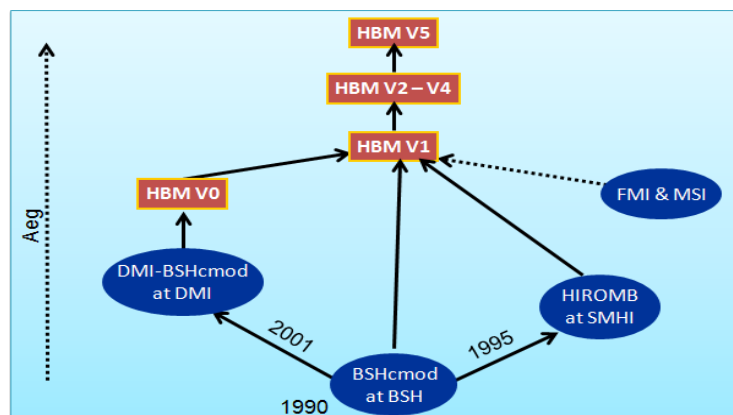 HBM V5
HBM V2 – V4
HBM V1
HBM V0
FMI & MSI
Aeg
DMI-BSHcmod
at DMI
HIROMB
at SMHI
2001
1995
BSHcmod
at BSH
1990